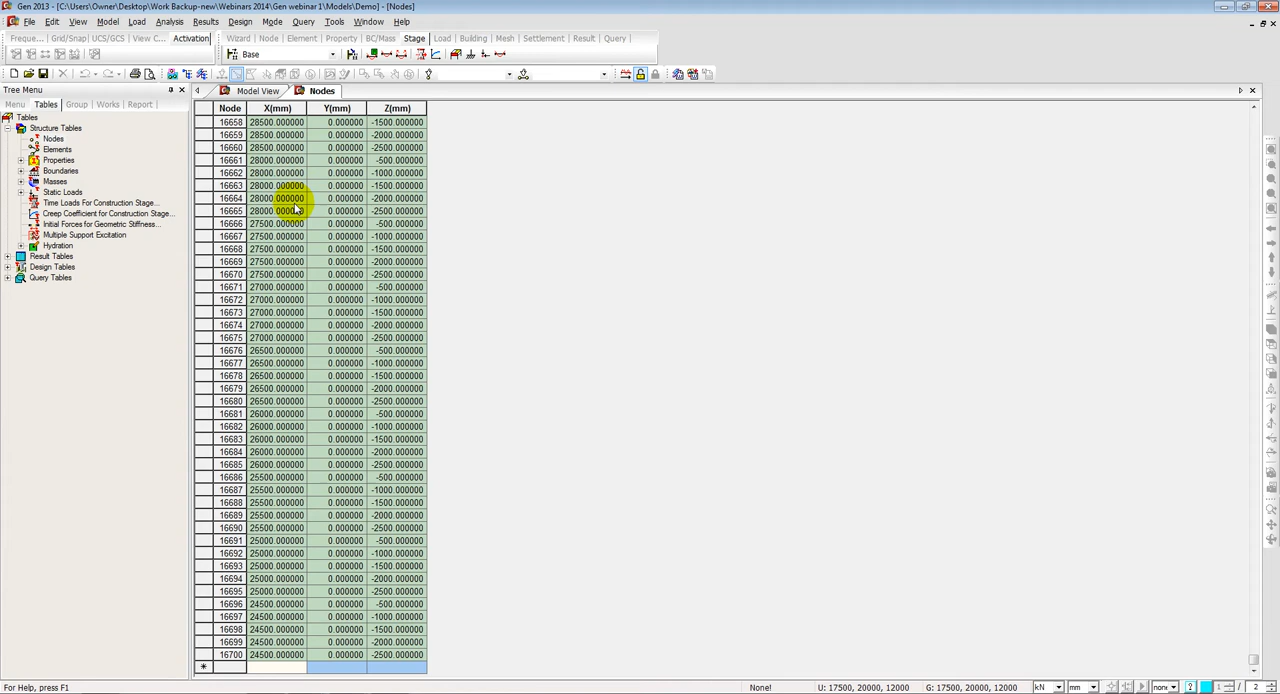 Gen 2013 - [C:\Users\Owner\Desktop\Work Backup-new\Webinars 2014\Gen webinar 1\Models\Demo] - [Nodes]
File Edit View Model Load Analysis Results Design Mode Query Tools Window Help
Freque... Grid/Snap UCS/GCS View C... Activation Wizard Node Element Property BC/Mass Stage Load Building Mesh Settlement Result Query
Base
Tree Menu
Menu Tables Group Works Report
Tables
Structure Tables
Nodes
Elements
Properties
Boundaries
Masses
Static Loads
Time Loads For Construction Stage...
Creep Coefficient for Construction Stage...
Initial Forces for Geometric Stiffness...
Multiple Support Excitation
Hydration
Result Tables
Design Tables
Query Tables
Model View Nodes
Node X(mm) Y(mm) Z(mm)
16658 28500.000000 0.000000 -1500.000000
16659 28500.000000 0.000000 -2000.000000
16660 28500.000000 0.000000 -2500.000000
16661 28000.000000 0.000000 -500.000000
16662 28000.000000 0.000000 -1000.000000
16663 28000.000000 0.000000 -1500.000000
16664 28000.000000 0.000000 -2000.000000
16665 28000.000000 0.000000 -2500.000000
16666 27500.000000 0.000000 -500.000000
16667 27500.000000 0.000000 -1000.000000
16668 27500.000000 0.000000 -1500.000000
16669 27500.000000 0.000000 -2000.000000
16670 27500.000000 0.000000 -2500.000000
16671 27000.000000 0.000000 -500.000000
16672 27000.000000 0.000000 -1000.000000
16673 27000.000000 0.000000 -1500.000000
16674 27000.000000 0.000000 -2000.000000
16675 27000.000000 0.000000 -2500.000000
16676 26500.000000 0.000000 -500.000000
16677 26500.000000 0.000000 -1000.000000
16678 26500.000000 0.000000 -1500.000000
16679 26500.000000 0.000000 -2000.000000
16680 26500.000000 0.000000 -2500.000000
16681 26000.000000 0.000000 -500.000000
16682 26000.000000 0.000000 -1000.000000
16683 26000.000000 0.000000 -1500.000000
16684 26000.000000 0.000000 -2000.000000
16685 26000.000000 0.000000 -2500.000000
16686 25500.000000 0.000000 -500.000000
16687 25500.000000 0.000000 -1000.000000
16688 25500.000000 0.000000 -1500.000000
16689 25500.000000 0.000000 -2000.000000
16690 25500.000000 0.000000 -2500.000000
16691 25000.000000 0.000000 -500.000000
16692 25000.000000 0.000000 -1000.000000
16693 25000.000000 0.000000 -1500.000000
16694 25000.000000 0.000000 -2000.000000
16695 25000.000000 0.000000 -2500.000000
16696 24500.000000 0.000000 -500.000000
16697 24500.000000 0.000000 -1000.000000
16698 24500.000000 0.000000 -1500.000000
16699 24500.000000 0.000000 -2000.000000
16700 24500.000000 0.000000 -2500.000000
*
For Help, press F1 None! U: 17500, 20000, 12000 G: 17500, 20000, 12000 kN mm none ? 1 / 2